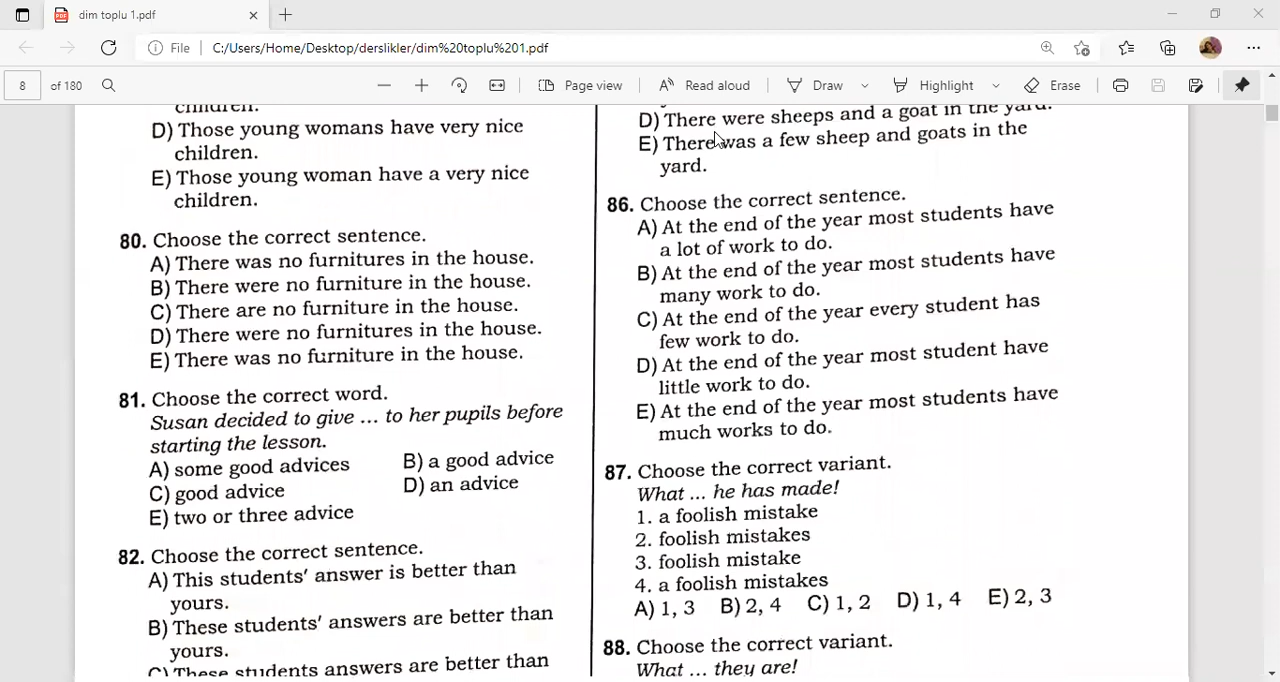 dim toplu 1.pdf
File
C:/Users/Home/Desktop/derslikler/dim%20toplu%201.pdf
8
of 180
Page view
Read aloud
Draw
Highlight
Erase
children.
D) Those young womans have very nice
children.
E) Those young woman have a very nice
children.
80. Choose the correct sentence.
A) There was no furnitures in the house.
B) There were no furniture in the house.
C) There are no furniture in the house.
D) There were no furnitures in the house.
E) There was no furniture in the house.
81. Choose the correct word.
Susan decided to give ... to her pupils before
starting the lesson.
A) some good advices B) a good advice
C) good advice D) an advice
E) two or three advice
82. Choose the correct sentence.
A) This students' answer is better than
yours.
B) These students' answers are better than
yours.
C) These students answers are better than
D) There were sheeps and a goat in the yard.
E) There was a few sheep and goats in the
yard.
86. Choose the correct sentence.
A) At the end of the year most students have
a lot of work to do.
B) At the end of the year most students have
many work to do.
C) At the end of the year every student has
few work to do.
D) At the end of the year most student have
little work to do.
E) At the end of the year most students have
much works to do.
87. Choose the correct variant.
What ... he has made!
1. a foolish mistake
2. foolish mistakes
3. foolish mistake
4. a foolish mistakes
A) 1, 3 B) 2, 4 C) 1, 2 D) 1, 4 E) 2, 3
88. Choose the correct variant.
What ... they are!